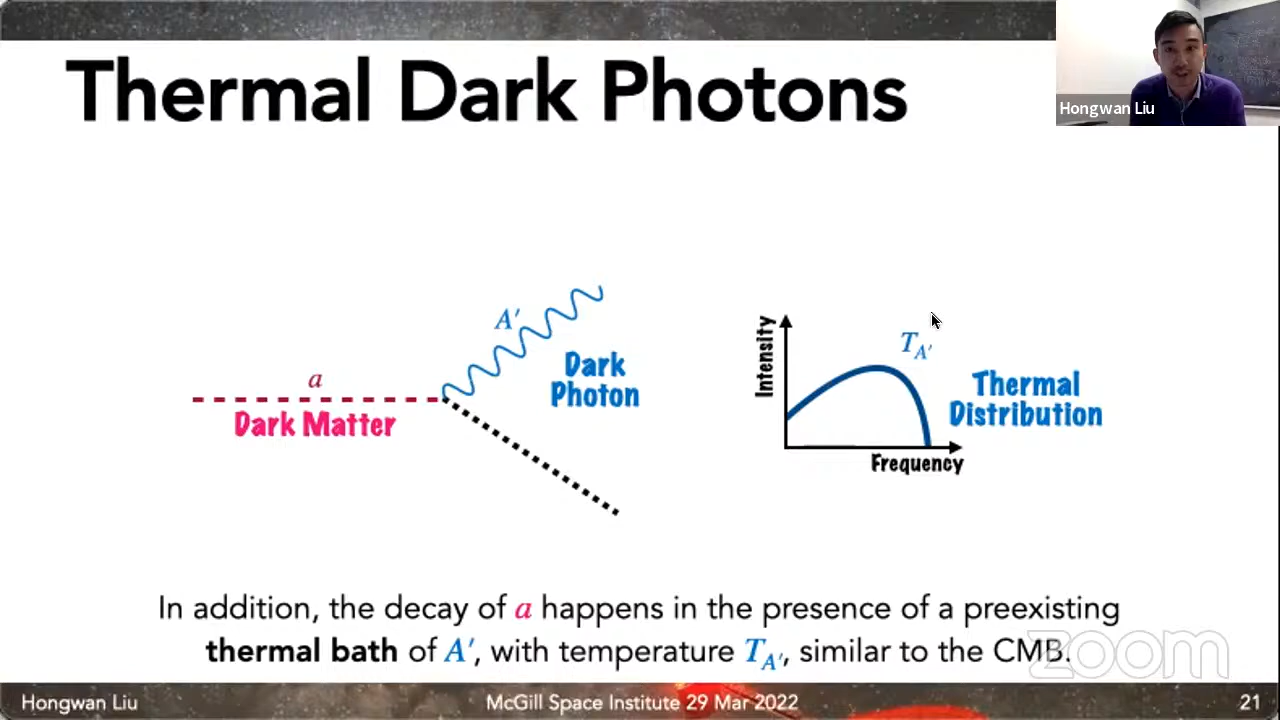 Thermal Dark Photons
Hongwan Liu
A′
Dark
Photon
a
Dark Matter
Intensity
T_A′
Thermal
Distribution
Frequency
In addition, the decay of a happens in the presence of a preexisting
thermal bath of A′, with temperature T_A′, similar to the CMB.
zoom
Hongwan Liu
McGill Space Institute 29 Mar 2022
21